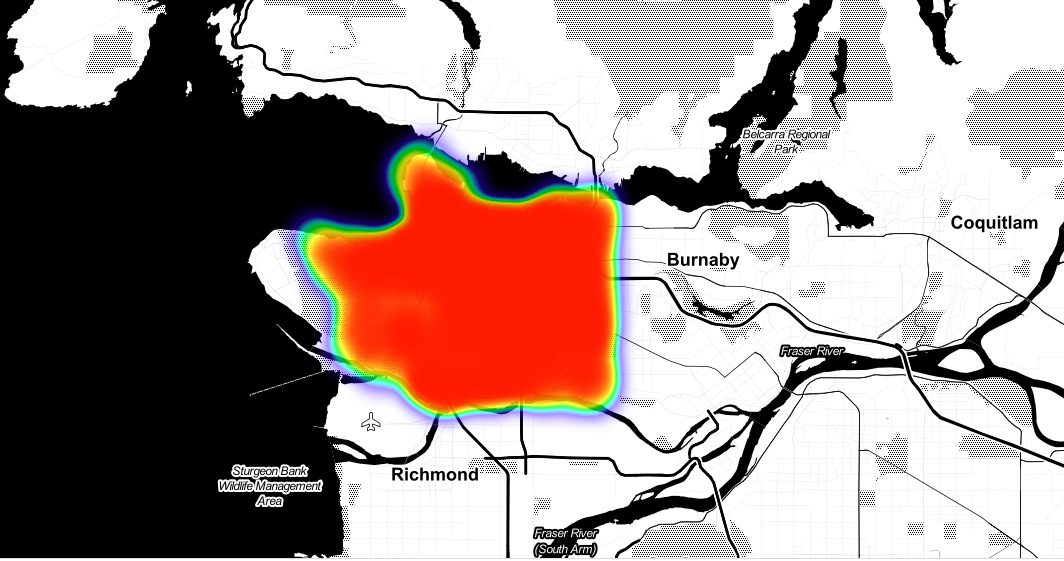 Belcarra Regional
Park
Coquitlam
Burnaby
Fraser River
Richmond
Sturgeon Bank
Wildlife Management
Area
Fraser River
(South Arm)